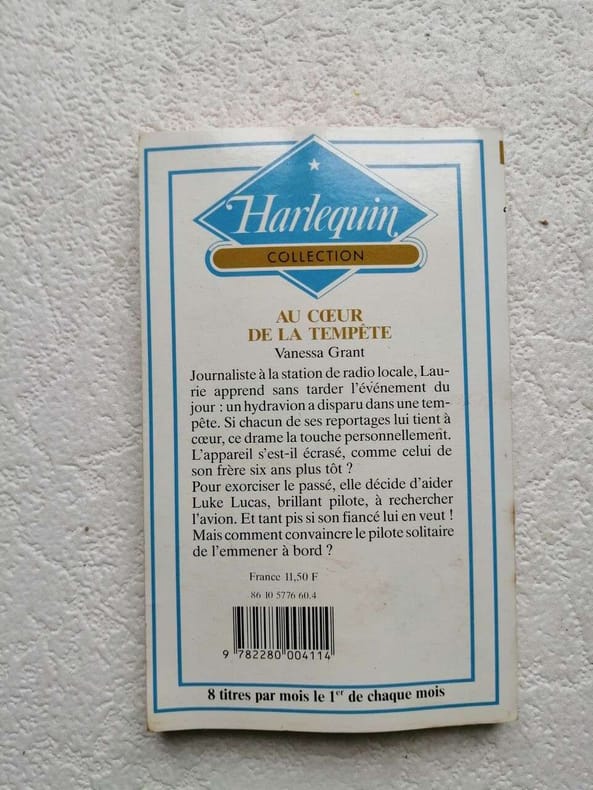 Harlequin
COLLECTION
AU CŒUR
DE LA TEMPÊTE
Vanessa Grant
Journaliste à la station de radio locale, Lau-
rie apprend sans tarder l'événement du
jour : un hydravion a disparu dans une tem-
pête. Si chacun de ses reportages lui tient à
cœur, ce drame la touche personnellement.
L'appareil s'est-il écrasé, comme celui de
son frère six ans plus tôt ?
Pour exorciser le passé, elle décide d'aider
Luke Lucas, brillant pilote, à rechercher
l'avion. Et tant pis si son fiancé lui en veut !
Mais comment convaincre le pilote solitaire
de l'emmener à bord ?
France 11,50 F
86 10 5776 60.4
9 782280 004114
8 titres par mois le 1er de chaque mois